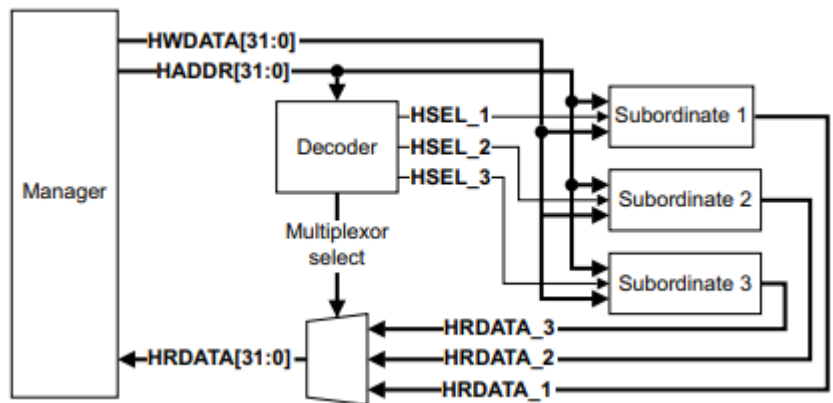 HWDATA[31:0]
HADDR[31:0]
Manager
Decoder
HSEL_1
HSEL_2
HSEL_3
Subordinate 1
Subordinate 2
Subordinate 3
Multiplexor
select
HRDATA_3
HRDATA[31:0]
HRDATA_2
HRDATA_1